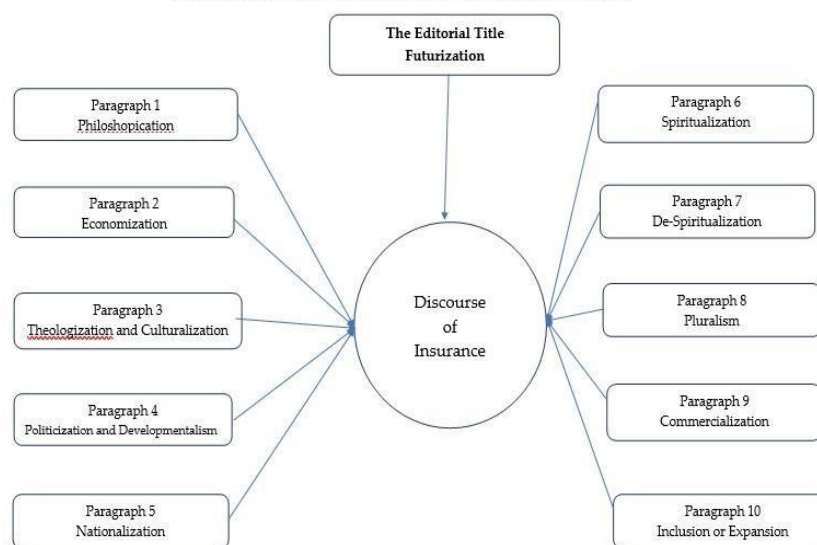 The Editorial Title
Futurization
Paragraph 1
Philoshopication
Paragraph 2
Economization
Paragraph 3
Theologization and Culturalization
Paragraph 4
Politicization and Developmentalism
Paragraph 5
Nationalization
Discourse
of
Insurance
Paragraph 6
Spiritualization
Paragraph 7
De-Spiritualization
Paragraph 8
Pluralism
Paragraph 9
Commercialization
Paragraph 10
Inclusion or Expansion